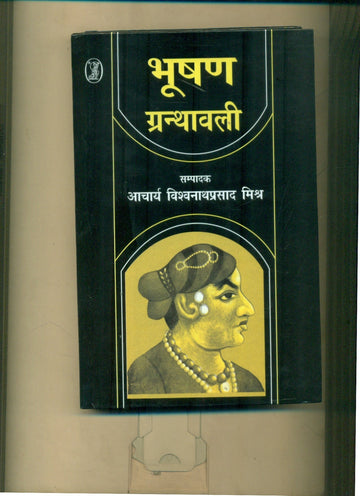 भूषण
ग्रन्थावली
सम्पादक
आचार्य विश्वनाथप्रसाद मिश्र